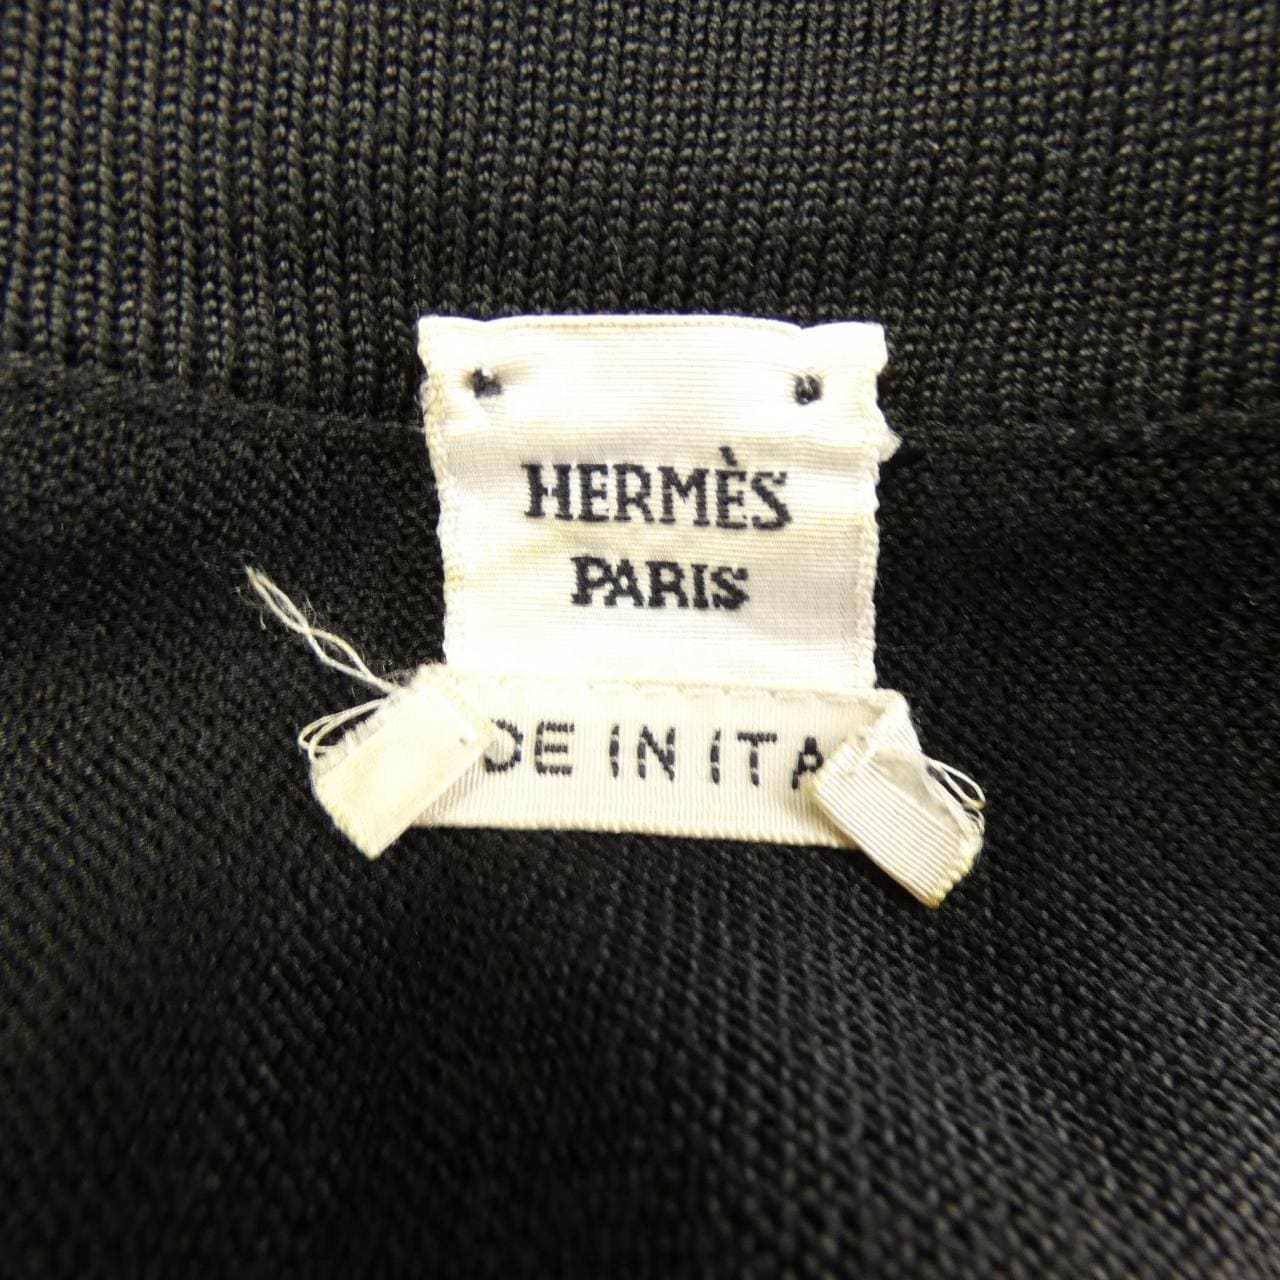 HERMÈS
PARIS
DE IN ITA